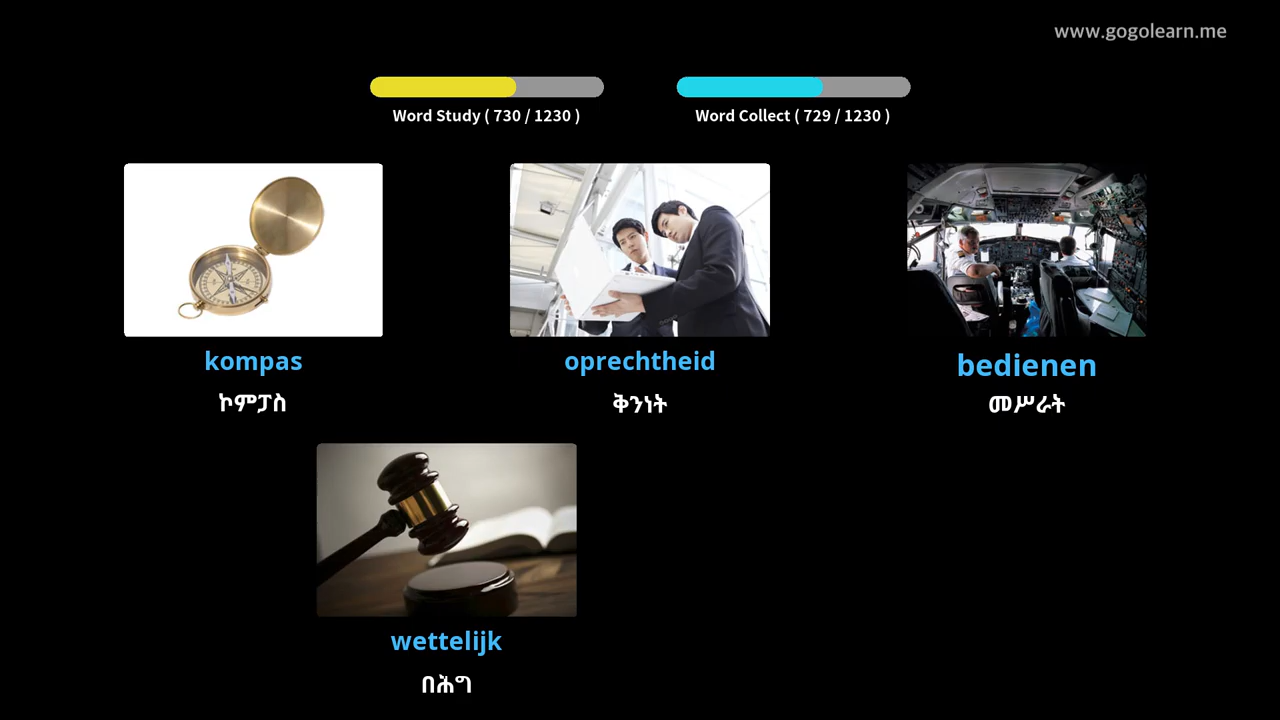 www.gogolearn.me
Word Study ( 730 / 1230 )
Word Collect ( 729 / 1230 )
kompas
ኮምፓስ
oprechtheid
ቅንነት
bedienen
መሥራት
wettelijk
በሕግ